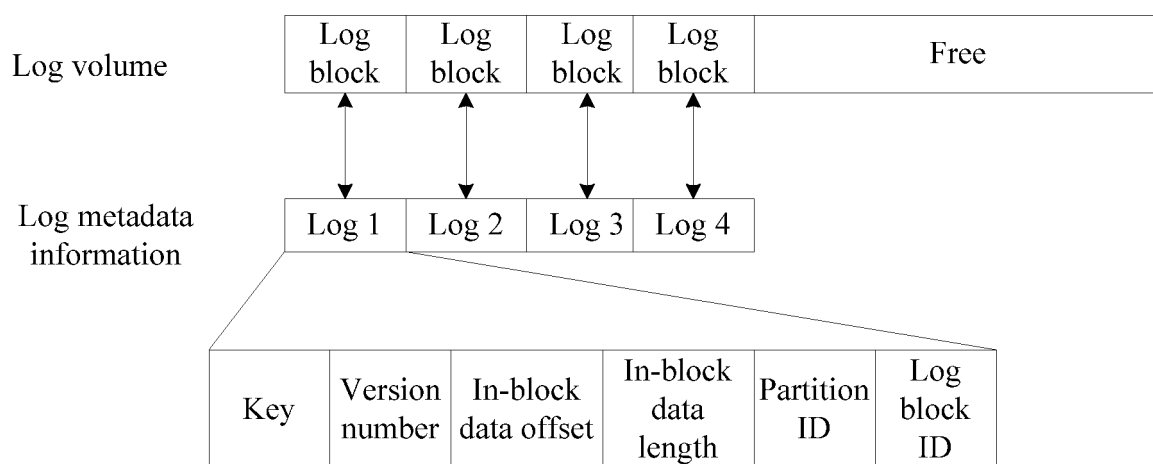 Log volume
Log
block
Log
block
Log
block
Log
block
Free
Log metadata
information
Log 1
Log 2
Log 3
Log 4
Key
Version
number
In-block
data offset
In-block
data
length
Partition
ID
Log
block
ID